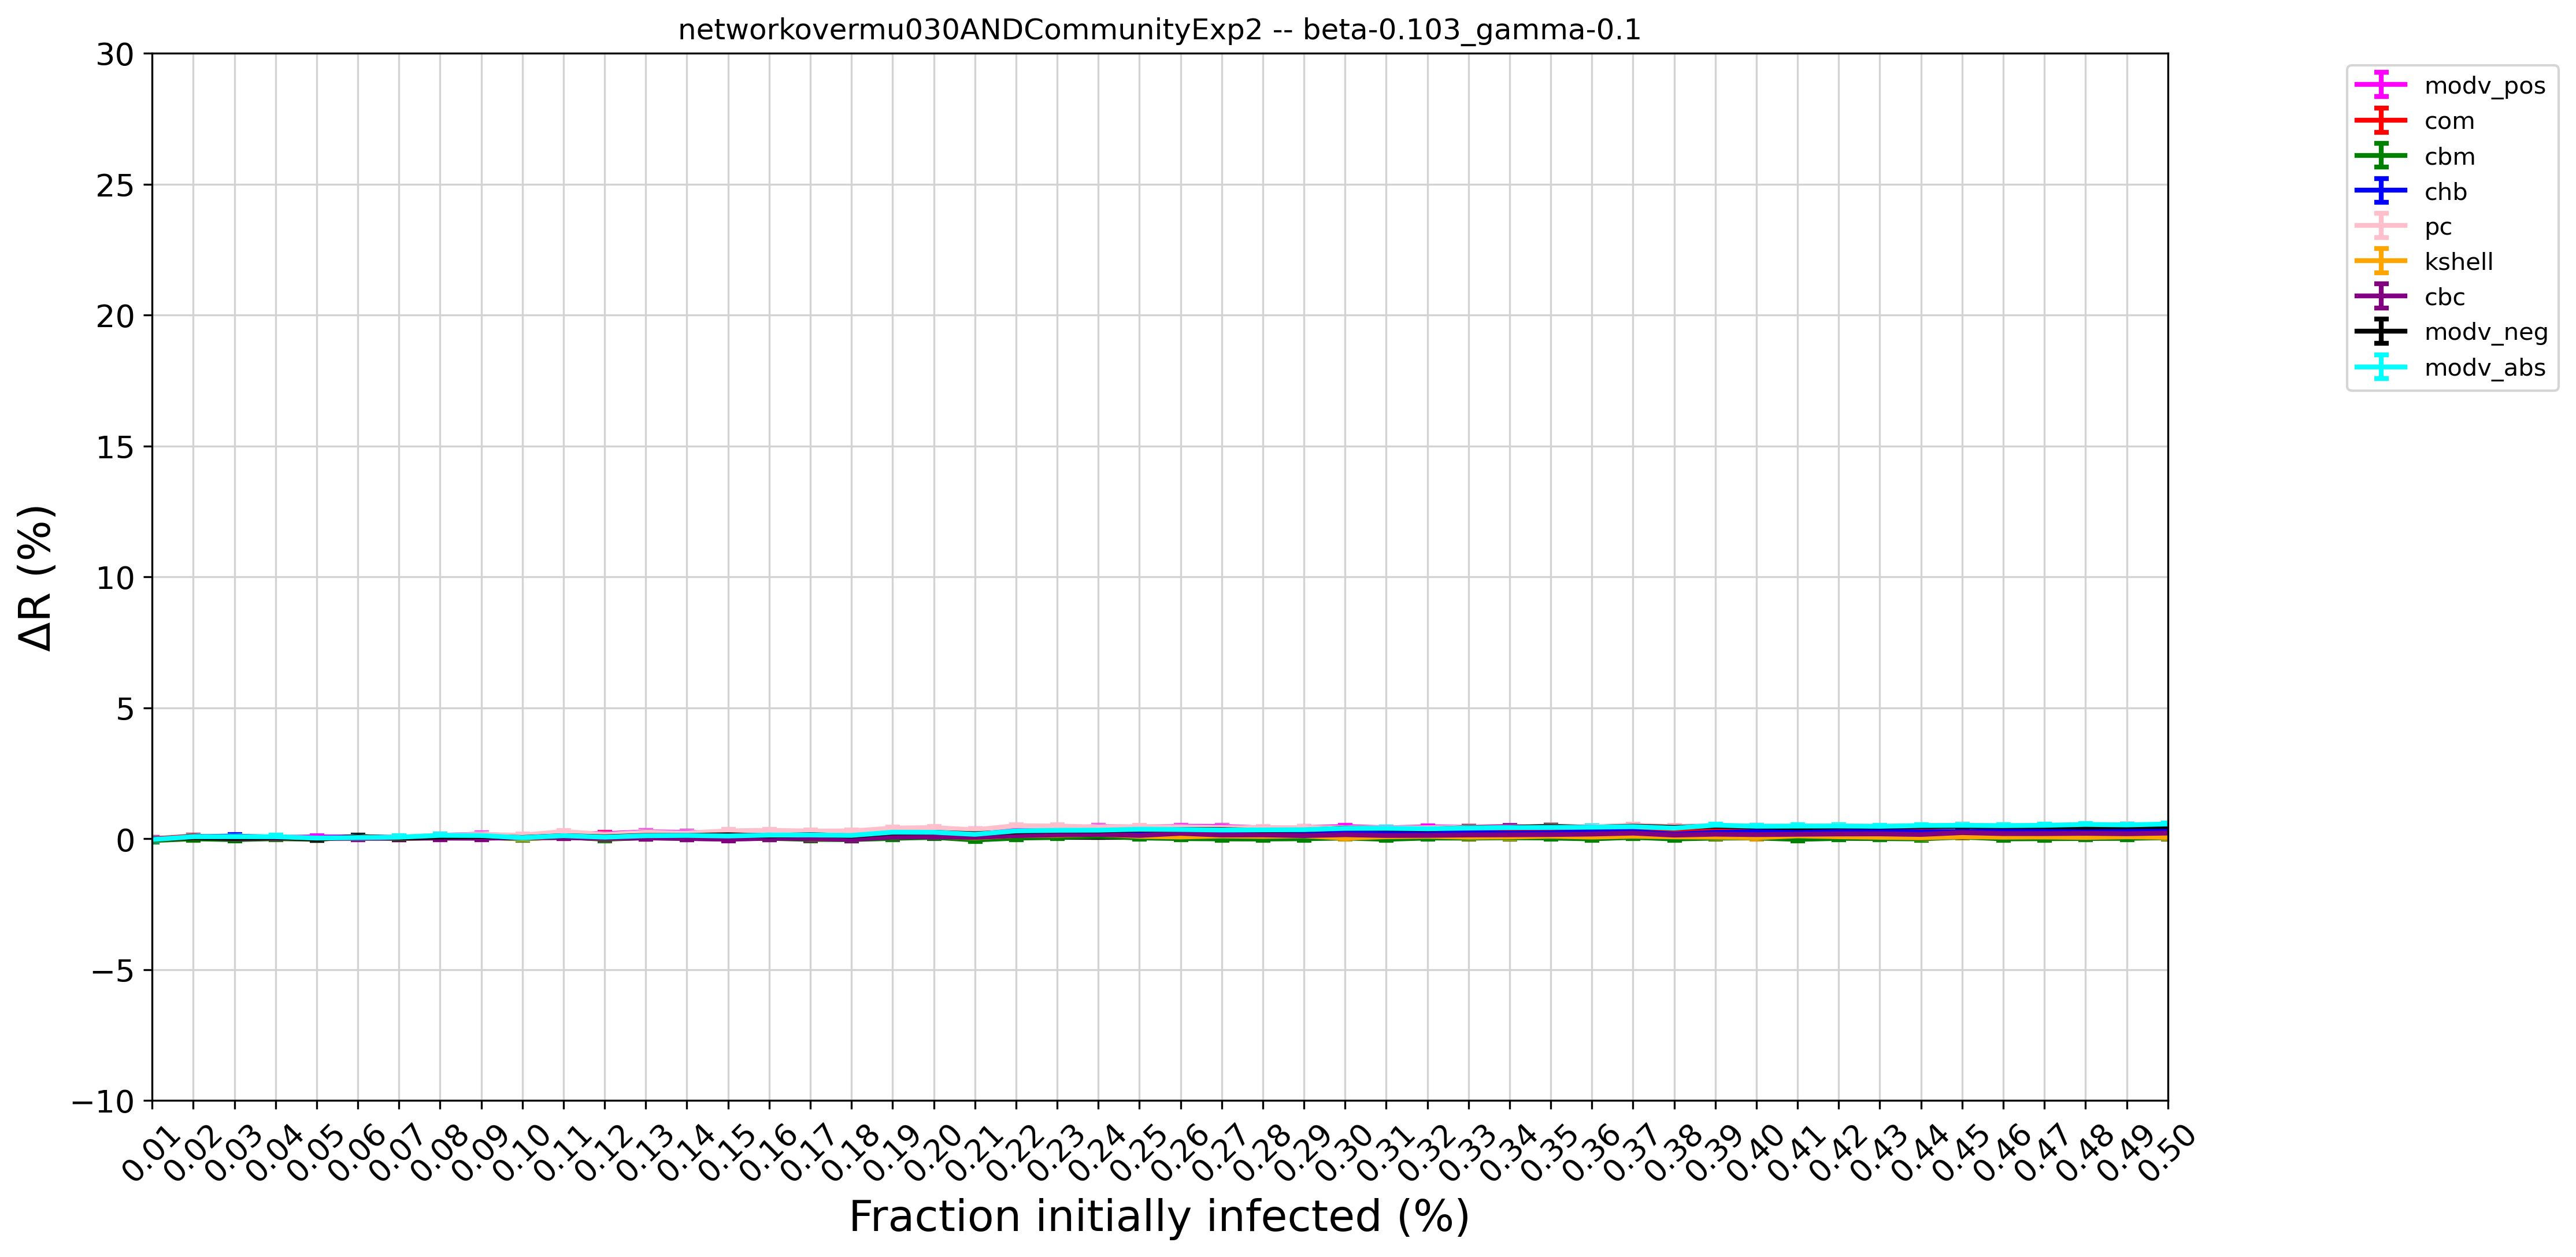 networkovermu030ANDCommunityExp2 -- beta-0.103_gamma-0.1
30
25
20
15
10
5
0
−5
−10
ΔR (%)
0.01 0.02 0.03 0.04 0.05 0.06 0.07 0.08 0.09 0.10 0.11 0.12 0.13 0.14 0.15 0.16 0.17 0.18 0.19 0.20 0.21 0.22 0.23 0.24 0.25 0.26 0.27 0.28 0.29 0.30 0.31 0.32 0.33 0.34 0.35 0.36 0.37 0.38 0.39 0.40 0.41 0.42 0.43 0.44 0.45 0.46 0.47 0.48 0.49 0.50
Fraction initially infected (%)
modv_pos
com
cbm
chb
pc
kshell
cbc
modv_neg
modv_abs